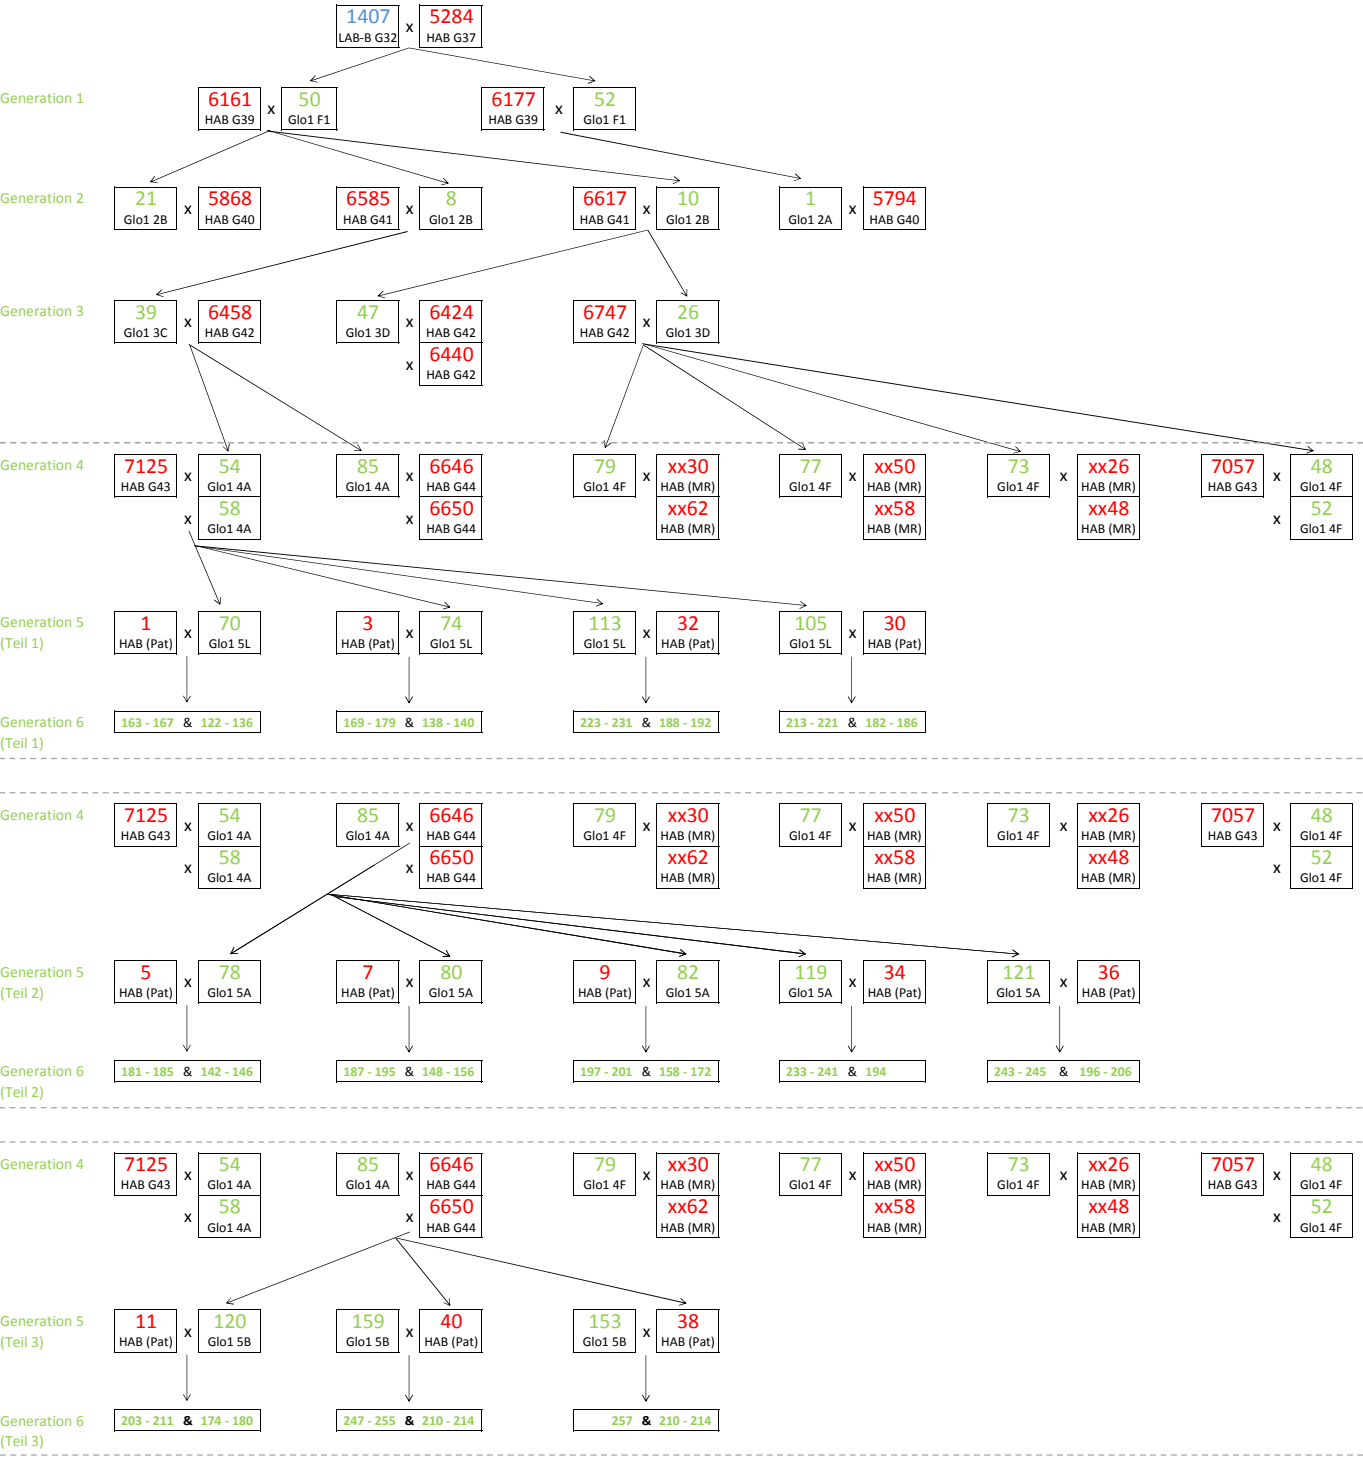 1407 x 5284
LAB-B G32 HAB G37
Generation 1
6161 x 50 6177 x 52
HAB G39 Glo1 F1 HAB G39 Glo1 F1
Generation 2
21 x 5868 6585 x 8 6617 x 10 1 x 5794
Glo1 2B HAB G40 HAB G41 Glo1 2B HAB G41 Glo1 2B Glo1 2A HAB G40
Generation 3
39 x 6458 47 x 6424 6747 x 26
Glo1 3C HAB G42 Glo1 3D HAB G42 HAB G42 Glo1 3D
x 6440
HAB G42
Generation 4
7125 x 54 85 x 6646 79 x xx30 77 x xx50 73 x xx26 7057 x 48
HAB G43 Glo1 4A Glo1 4A HAB G44 Glo1 4F HAB (MR) Glo1 4F HAB (MR) Glo1 4F HAB (MR) HAB G43 Glo1 4F
x 58 x 6650 xx62 xx58 xx48 x 52
Glo1 4A HAB G44 HAB (MR) HAB (MR) HAB (MR) Glo1 4F
Generation 5
(Teil 1)
1 x 70 3 x 74 113 x 32 105 x 30
HAB (Pat) Glo1 5L HAB (Pat) Glo1 5L Glo1 5L HAB (Pat) Glo1 5L HAB (Pat)
Generation 6
(Teil 1)
163 - 167 & 122 - 136 169 - 179 & 138 - 140 223 - 231 & 188 - 192 213 - 221 & 182 - 186
Generation 4
7125 x 54 85 x 6646 79 x xx30 77 x xx50 73 x xx26 7057 x 48
HAB G43 Glo1 4A Glo1 4A HAB G44 Glo1 4F HAB (MR) Glo1 4F HAB (MR) Glo1 4F HAB (MR) HAB G43 Glo1 4F
x 58 x 6650 xx62 xx58 xx48 x 52
Glo1 4A HAB G44 HAB (MR) HAB (MR) HAB (MR) Glo1 4F
Generation 5
(Teil 2)
5 x 78 7 x 80 9 x 82 119 x 34 121 x 36
HAB (Pat) Glo1 5A HAB (Pat) Glo1 5A HAB (Pat) Glo1 5A Glo1 5A HAB (Pat) Glo1 5A HAB (Pat)
Generation 6
(Teil 2)
181 - 185 & 142 - 146 187 - 195 & 148 - 156 197 - 201 & 158 - 172 233 - 241 & 194 243 - 245 & 196 - 206
Generation 4
7125 x 54 85 x 6646 79 x xx30 77 x xx50 73 x xx26 7057 x 48
HAB G43 Glo1 4A Glo1 4A HAB G44 Glo1 4F HAB (MR) Glo1 4F HAB (MR) Glo1 4F HAB (MR) HAB G43 Glo1 4F
x 58 x 6650 xx62 xx58 xx48 x 52
Glo1 4A HAB G44 HAB (MR) HAB (MR) HAB (MR) Glo1 4F
Generation 5
(Teil 3)
11 x 120 159 x 40 153 x 38
HAB (Pat) Glo1 5B Glo1 5B HAB (Pat) Glo1 5B HAB (Pat)
Generation 6
(Teil 3)
203 - 211 & 174 - 180 247 - 255 & 210 - 214 257 & 210 - 214